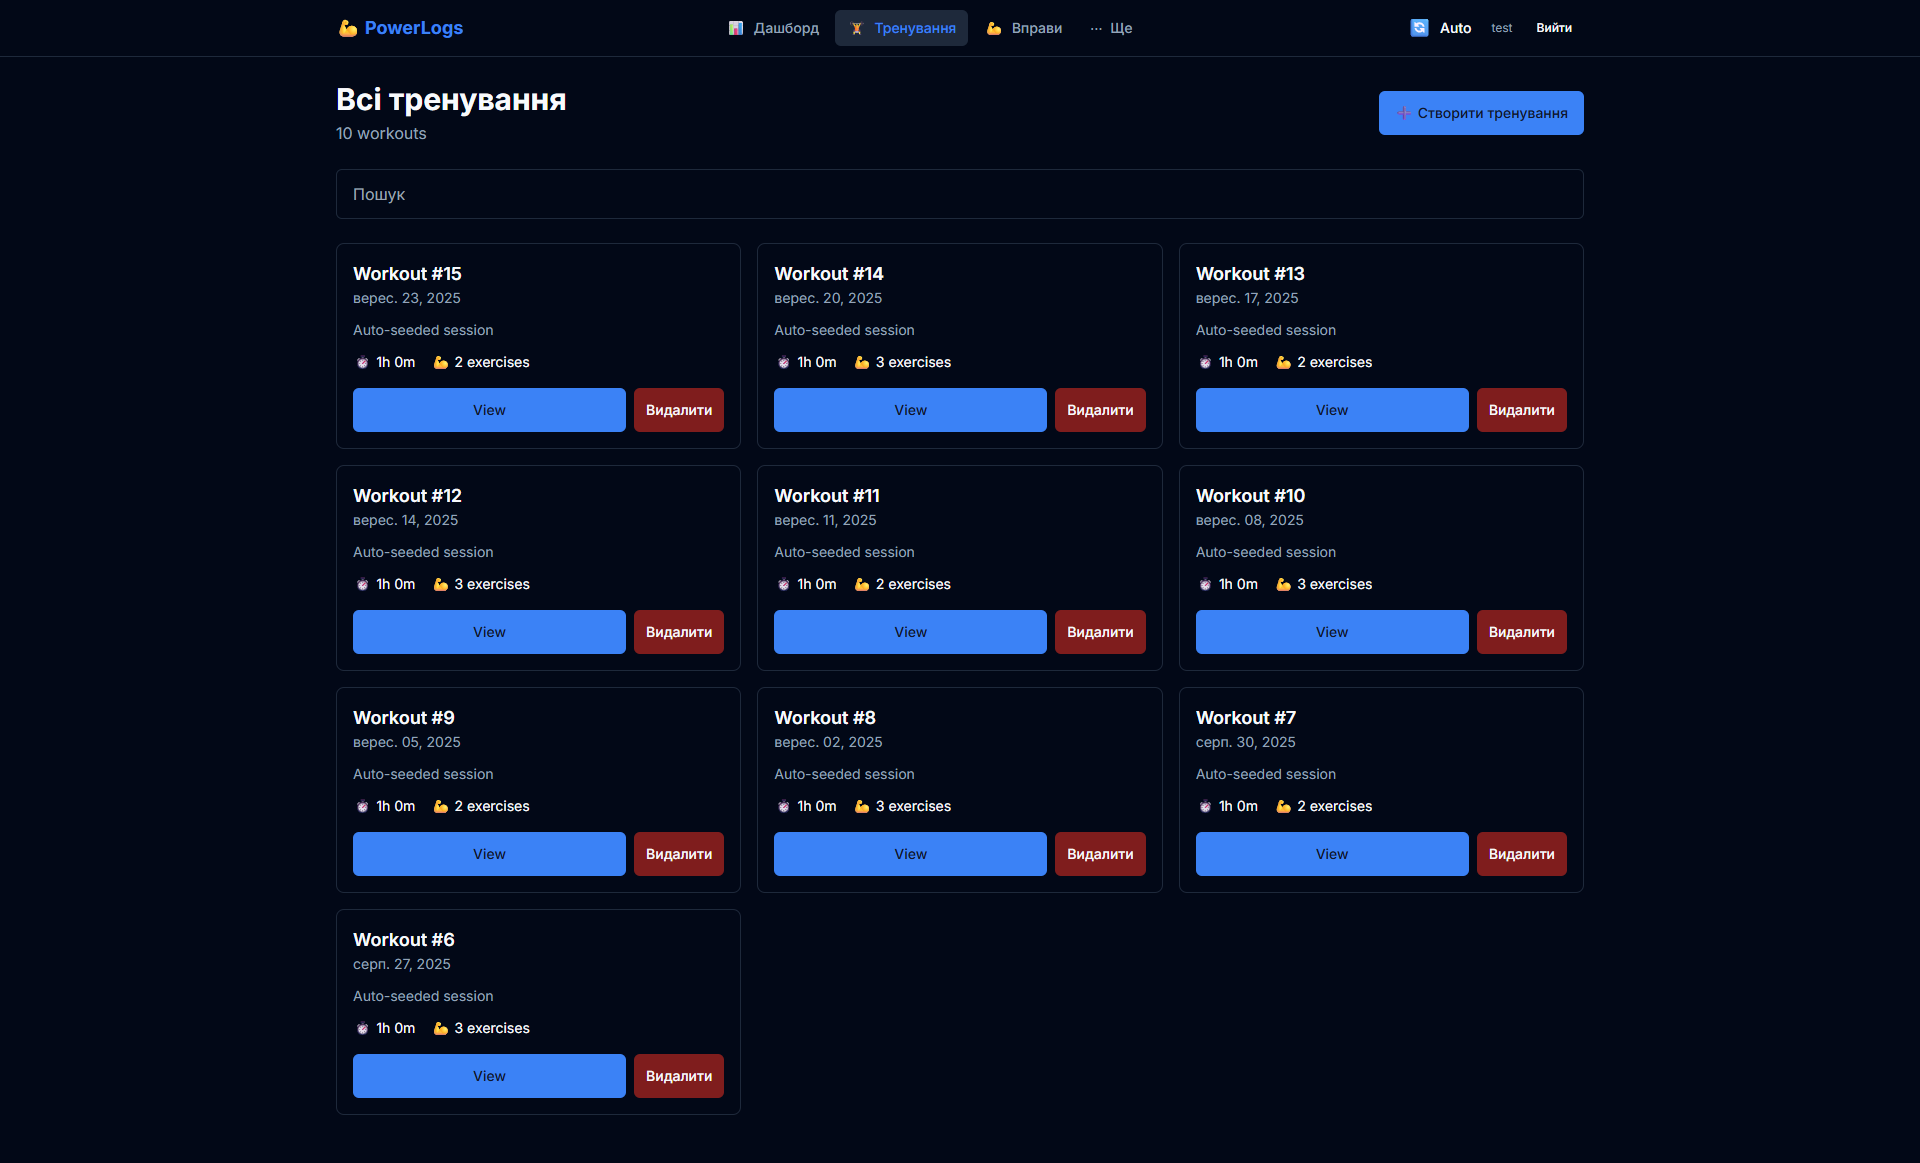 PowerLogs
Дашборд
Тренування
Вправи
··· Ще
Auto
test
Вийти
Всі тренування
10 workouts
Створити тренування
Пошук
Workout #15
верес. 23, 2025
Auto-seeded session
1h 0m 2 exercises
View Видалити
Workout #14
верес. 20, 2025
Auto-seeded session
1h 0m 3 exercises
View Видалити
Workout #13
верес. 17, 2025
Auto-seeded session
1h 0m 2 exercises
View Видалити
Workout #12
верес. 14, 2025
Auto-seeded session
1h 0m 3 exercises
View Видалити
Workout #11
верес. 11, 2025
Auto-seeded session
1h 0m 2 exercises
View Видалити
Workout #10
верес. 08, 2025
Auto-seeded session
1h 0m 3 exercises
View Видалити
Workout #9
верес. 05, 2025
Auto-seeded session
1h 0m 2 exercises
View Видалити
Workout #8
верес. 02, 2025
Auto-seeded session
1h 0m 3 exercises
View Видалити
Workout #7
серп. 30, 2025
Auto-seeded session
1h 0m 2 exercises
View Видалити
Workout #6
серп. 27, 2025
Auto-seeded session
1h 0m 3 exercises
View Видалити